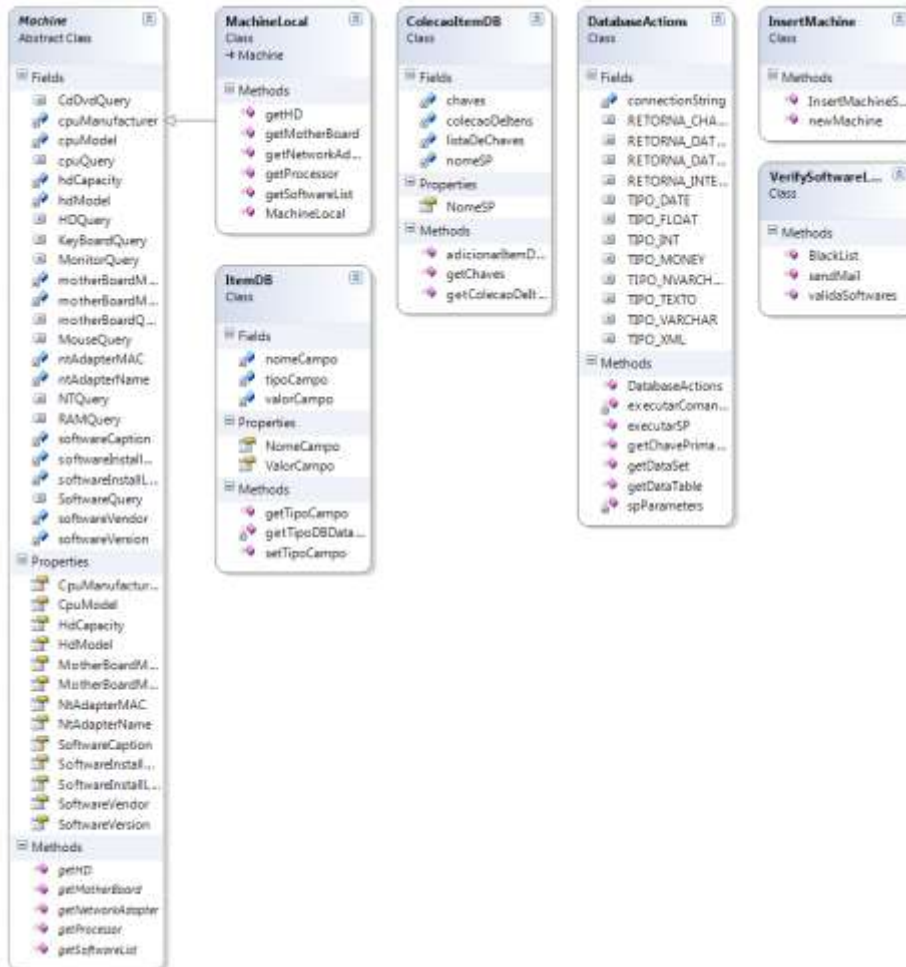 Machine
Abstract Class
Fields
CdDvdQuery
cpuManufacturer
cpuModel
cpuQuery
hdCapacity
hdModel
HDQuery
KeyBoardQuery
MonitorQuery
motherBoardM...
motherBoardM...
motherBoardQ...
MouseQuery
ntAdapterMAC
ntAdapterName
NTQuery
RAMQuery
softwareCaption
softwareInstall...
softwareInstallL...
SoftwareQuery
softwareVendor
softwareVersion
Properties
CpuManufactur...
CpuModel
HdCapacity
HdModel
MotherBoardM...
MotherBoardM...
NtAdapterMAC
NtAdapterName
SoftwareCaption
SoftwareInstall...
SoftwareInstallL...
SoftwareVendor
SoftwareVersion
Methods
getHD
getMotherBoard
getNetworkAdapter
getProcessor
getSoftwareList
MachineLocal
Class
Machine
Methods
getHD
getMotherBoard
getNetworkAd...
getProcessor
getSoftwareList
MachineLocal
ItemDB
Class
Fields
nomeCampo
tipoCampo
valorCampo
Properties
NomeCampo
ValorCampo
Methods
getTipoCampo
getTipoDBData...
setTipoCampo
ColecaoItemDB
Class
Fields
chaves
colecaoDeItens
listaDeChaves
nomeSP
Properties
NomeSP
Methods
adicionarItemD...
getChaves
getColecaoDeIt...
DatabaseActions
Class
Fields
connectionString
RETORNA_CHA...
RETORNA_DAT...
RETORNA_DAT...
RETORNA_INTE...
TIPO_DATE
TIPO_FLOAT
TIPO_INT
TIPO_MONEY
TIPO_NVARCH...
TIPO_TEXTO
TIPO_VARCHAR
TIPO_XML
Methods
DatabaseActions
executarComan...
executarSP
getChavePrima...
getDataSet
getDataTable
spParameters
InsertMachine
Class
Methods
InsertMachineS...
newMachine
VerifySoftwareL...
Class
Methods
BlackList
sendMail
validaSoftwares